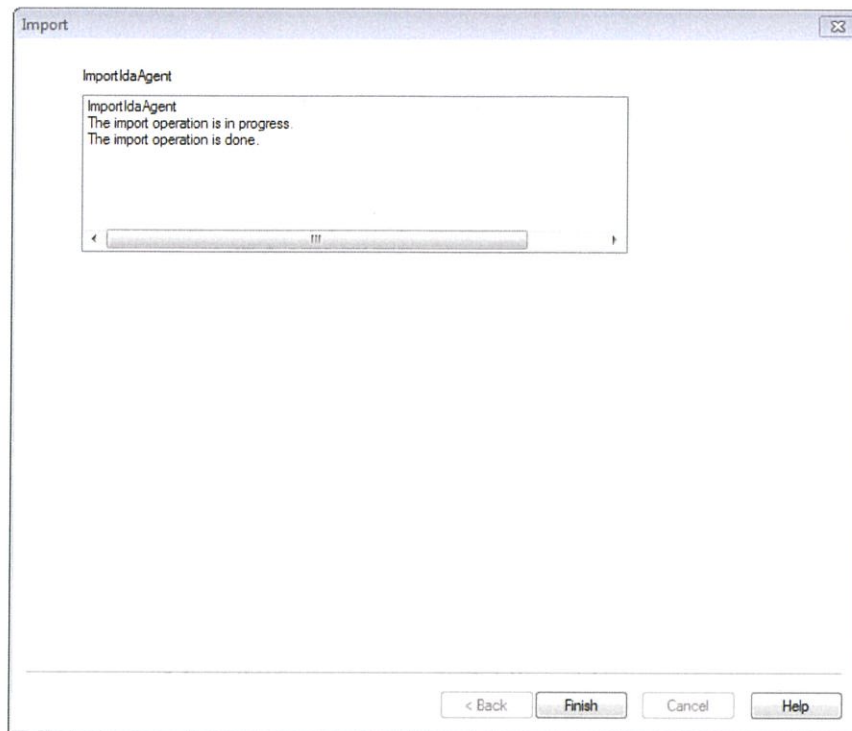 Import
ImportIdaAgent
ImportIdaAgent
The import operation is in progress.
The import operation is done.
< Back
Finish
Cancel
Help